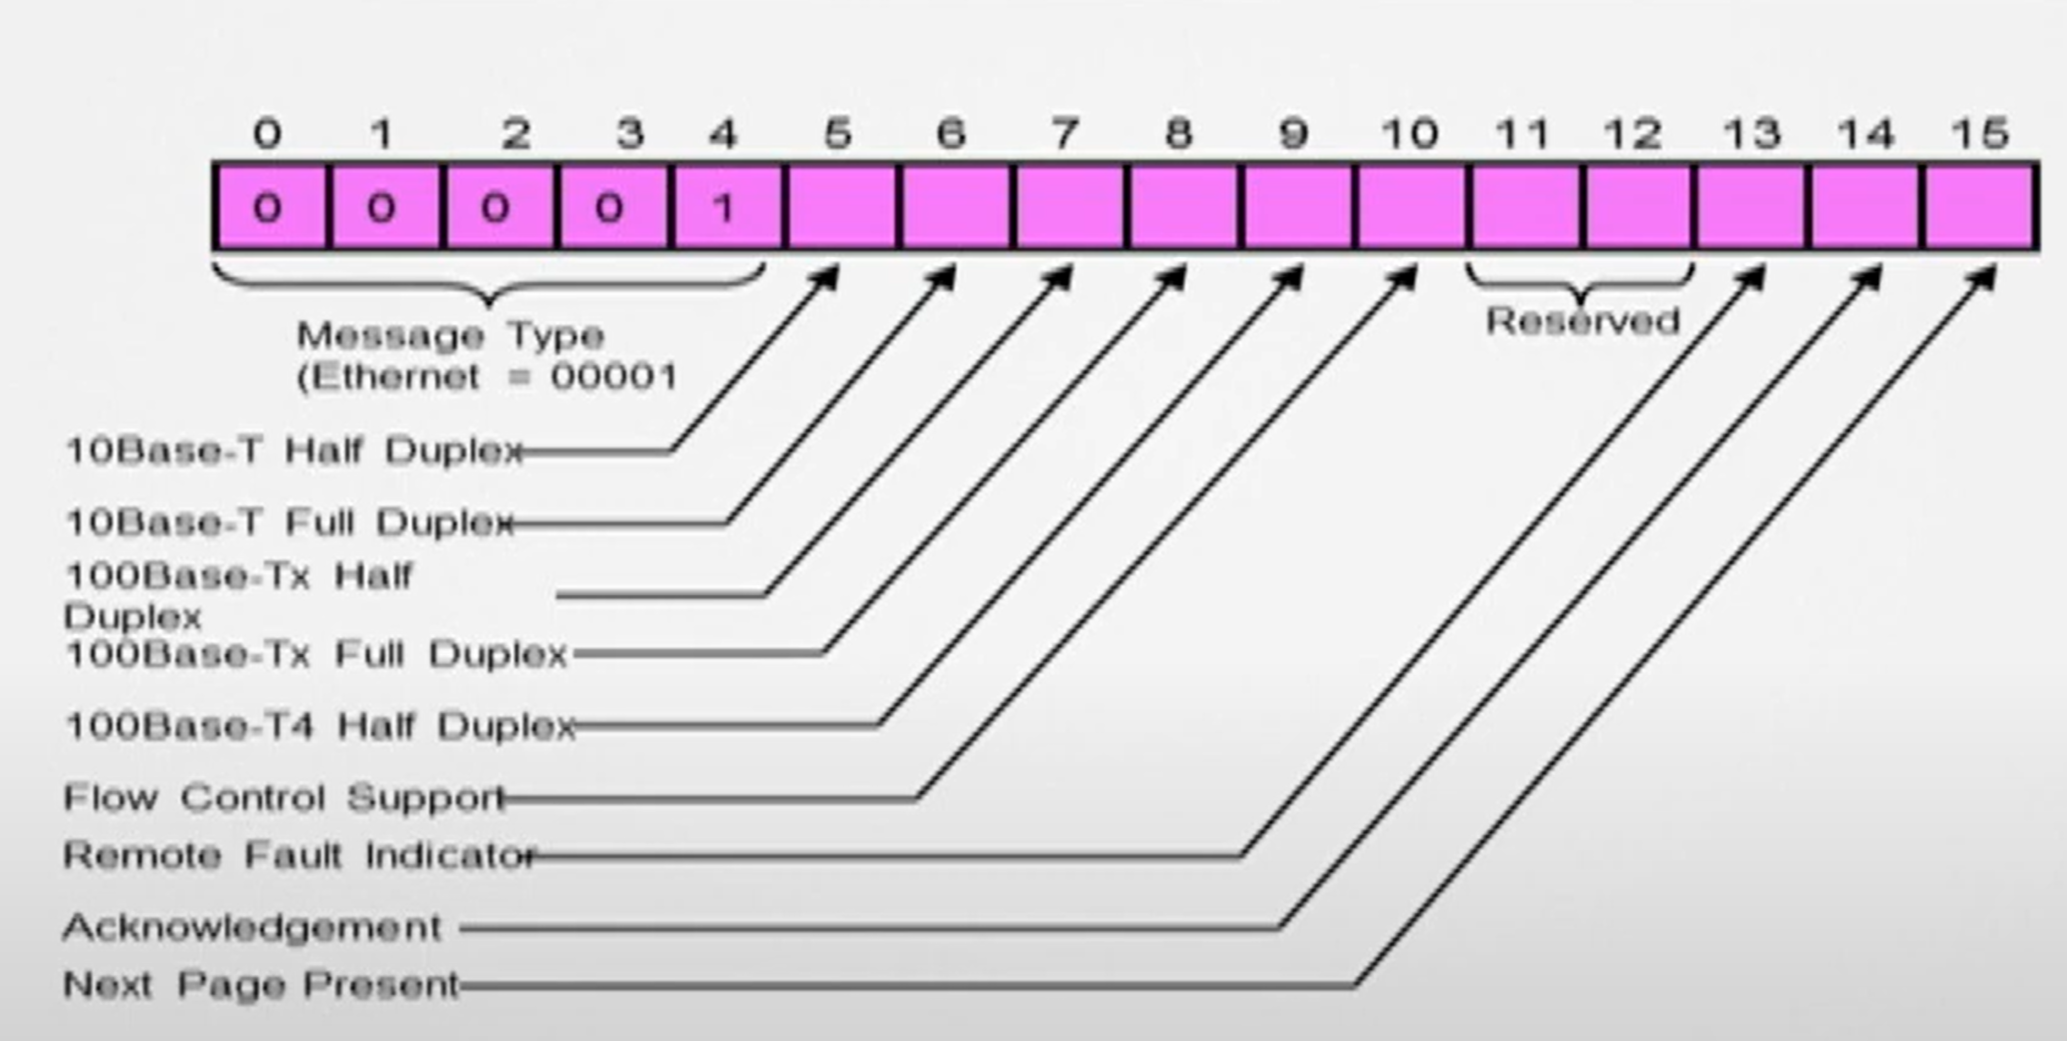 0 1 2 3 4 5 6 7 8 9 10 11 12 13 14 15
0 0 0 0 1
Message Type
(Ethernet = 00001
Reserved
10Base-T Half Duplex
10Base-T Full Duplex
100Base-Tx Half
Duplex
100Base-Tx Full Duplex
100Base-T4 Half Duplex
Flow Control Support
Remote Fault Indicator
Acknowledgement
Next Page Present